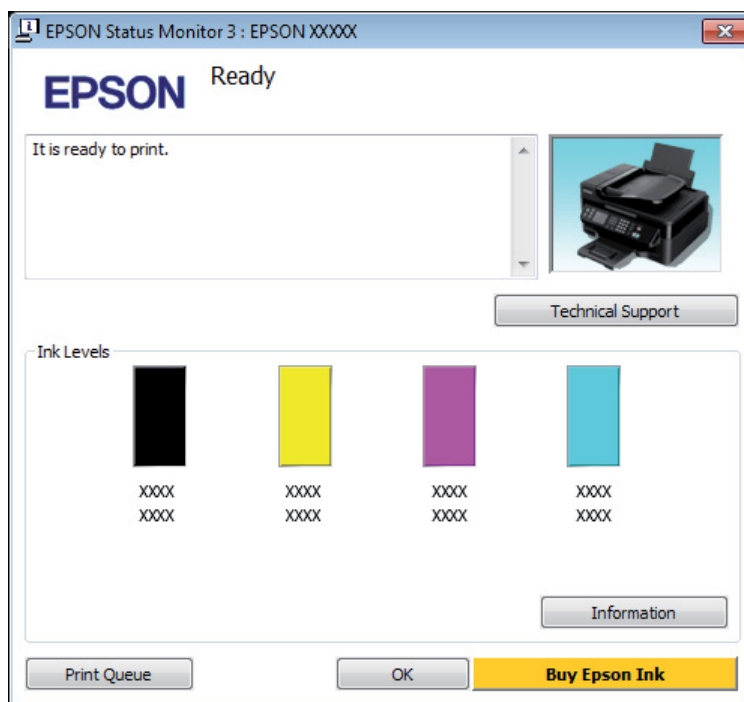 EPSON Status Monitor 3 : EPSON XXXXX
EPSON
Ready
It is ready to print.
Technical Support
Ink Levels
XXXX XXXX XXXX XXXX
XXXX XXXX XXXX XXXX
Information
Print Queue OK Buy Epson Ink